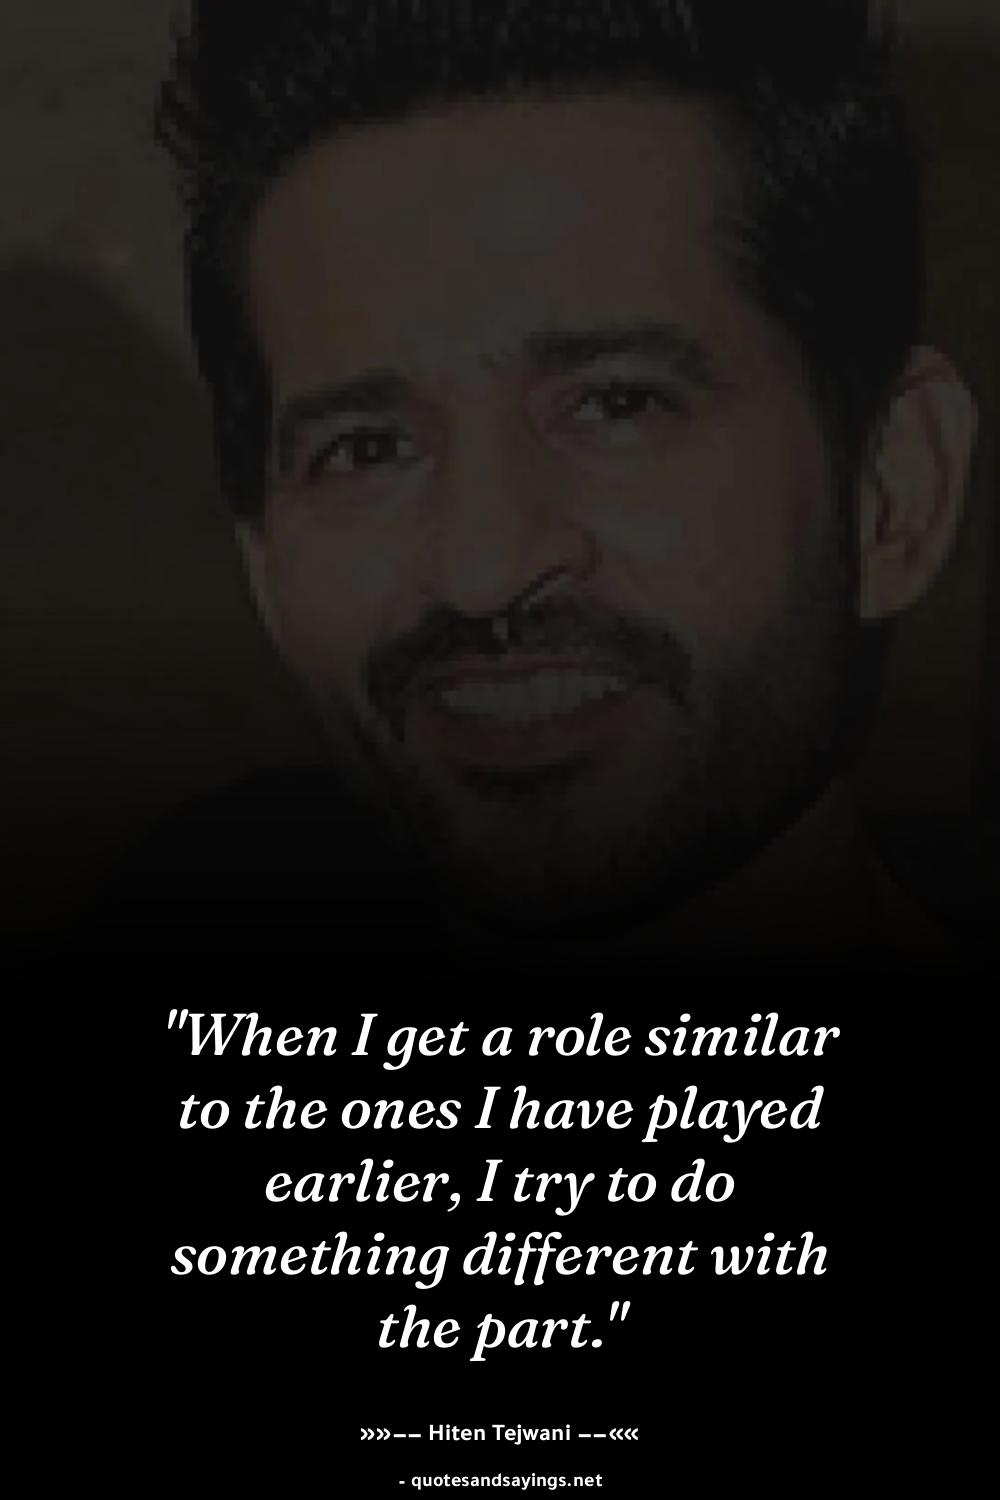 "When I get a role similar
to the ones I have played
earlier, I try to do
something different with
the part."
»»−− Hiten Tejwani −−««
- quotesandsayings.net